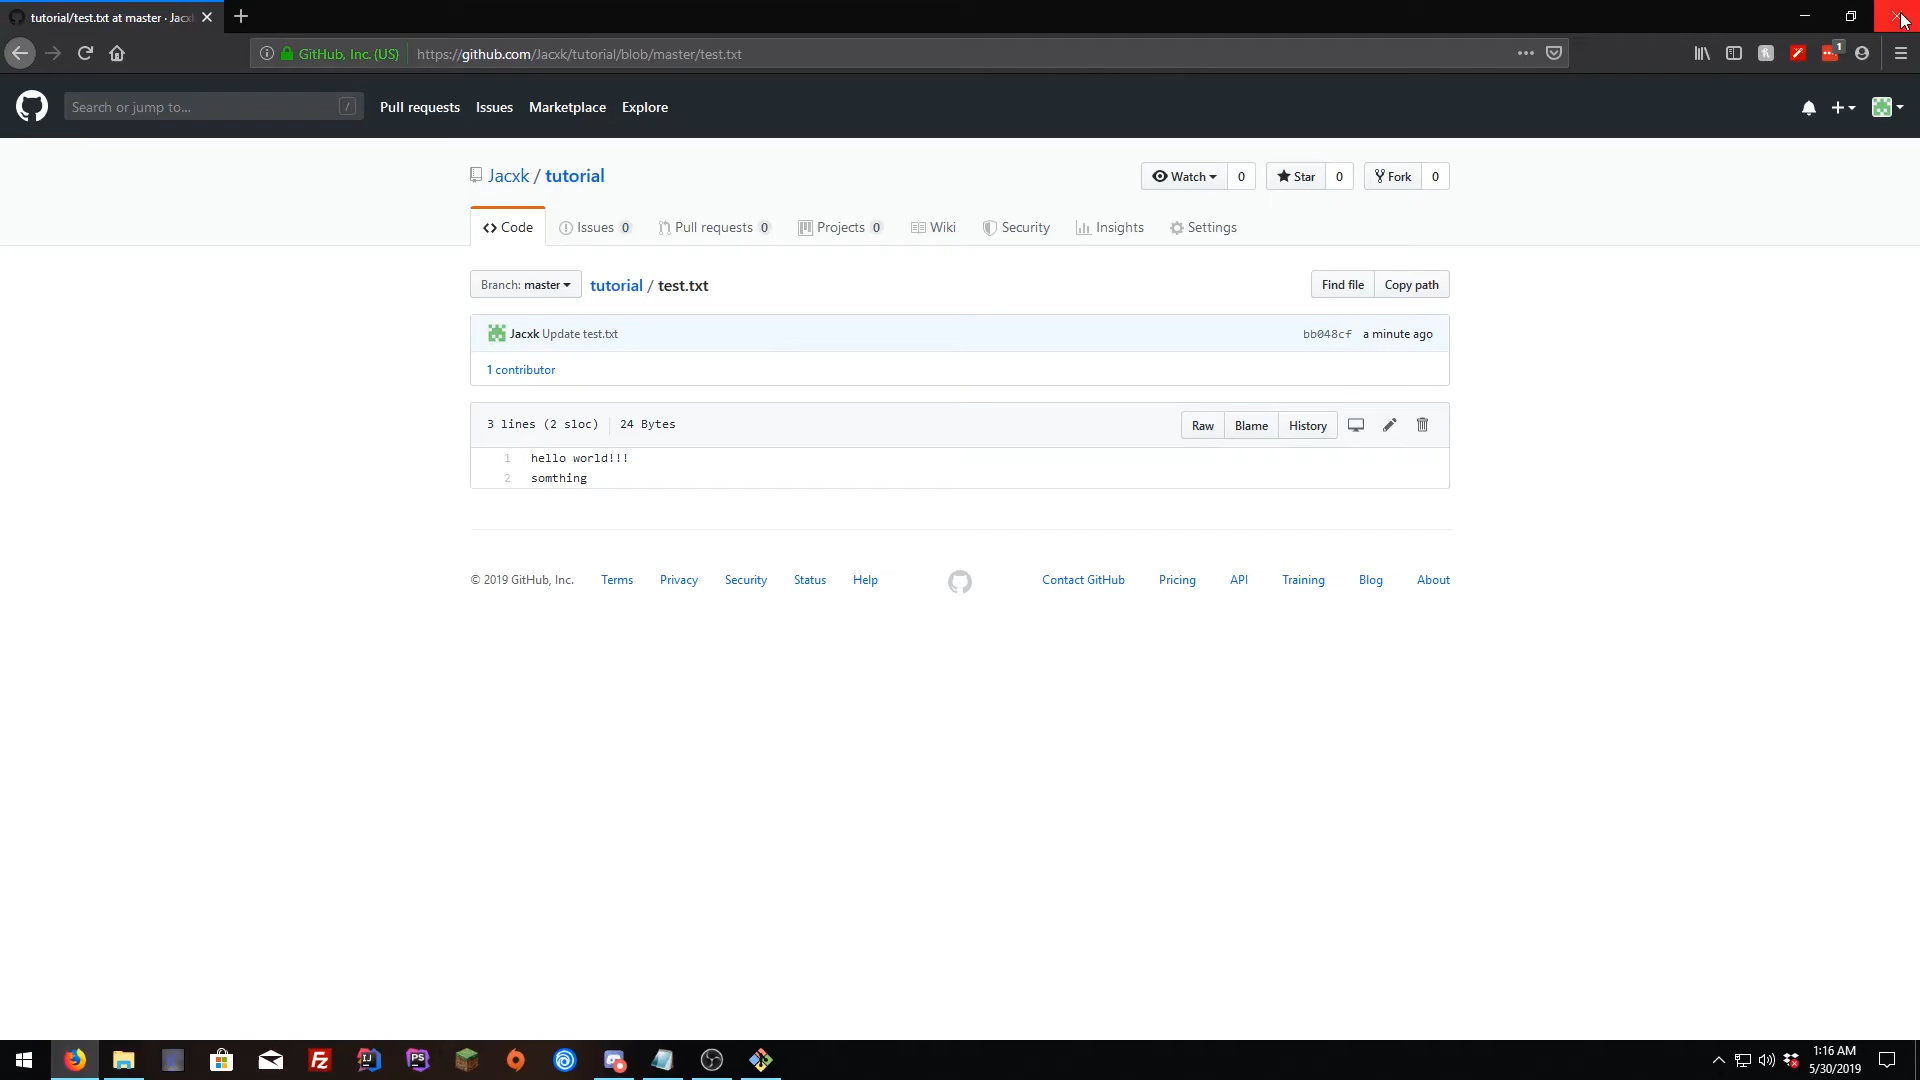 tutorial/test.txt at master · Jacx
GitHub, Inc. (US)
https://github.com/Jacxk/tutorial/blob/master/test.txt
1
Search or jump to...
/
Pull requests
Issues
Marketplace
Explore
Jacxk / tutorial
Watch 0
Star 0
Fork 0
Code
Issues 0
Pull requests 0
Projects 0
Wiki
Security
Insights
Settings
Branch: master
tutorial / test.txt
Find file
Copy path
Jacxk Update test.txt
bb048cf a minute ago
1 contributor
3 lines (2 sloc) 24 Bytes
Raw
Blame
History
1 hello world!!!
2 somthing
© 2019 GitHub, Inc.
Terms
Privacy
Security
Status
Help
Contact GitHub
Pricing
API
Training
Blog
About
FZ
IJ
PS
1:16 AM
5/30/2019